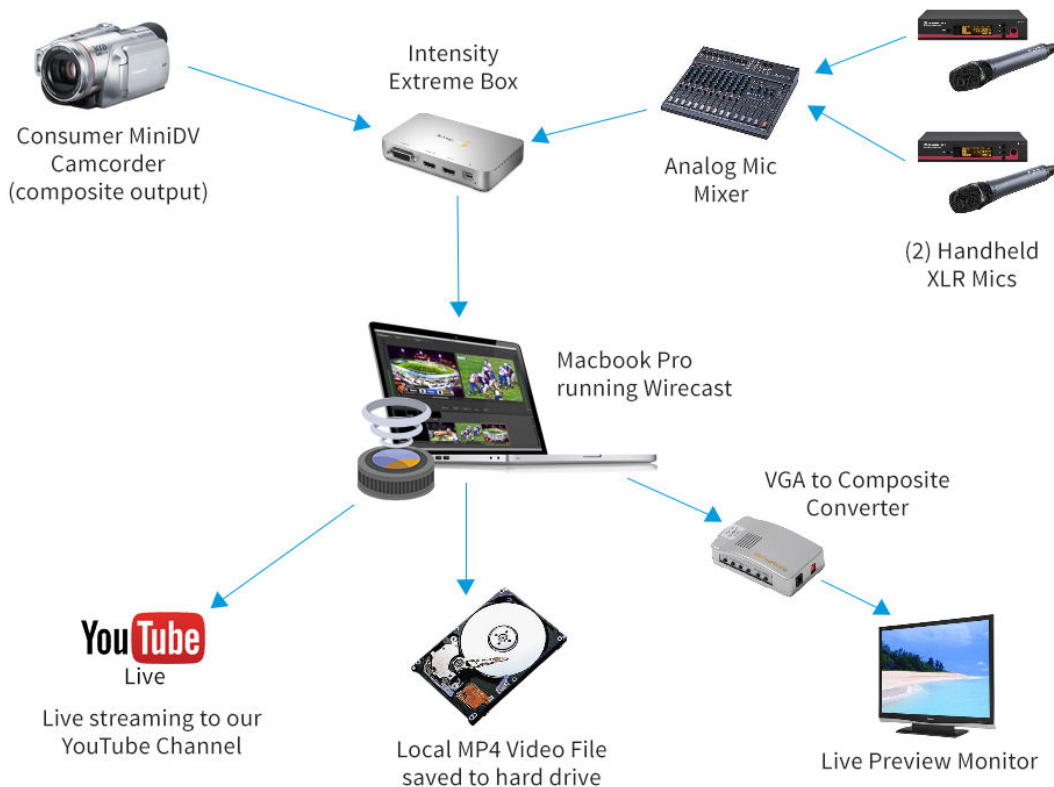 Intensity
Extreme Box
Consumer MiniDV
Camcorder
(composite output)
Analog Mic
Mixer
(2) Handheld
XLR Mics
Macbook Pro
running Wirecast
VGA to Composite
Converter
YouTube
Live
Live streaming to our
YouTube Channel
Local MP4 Video File
saved to hard drive
Live Preview Monitor